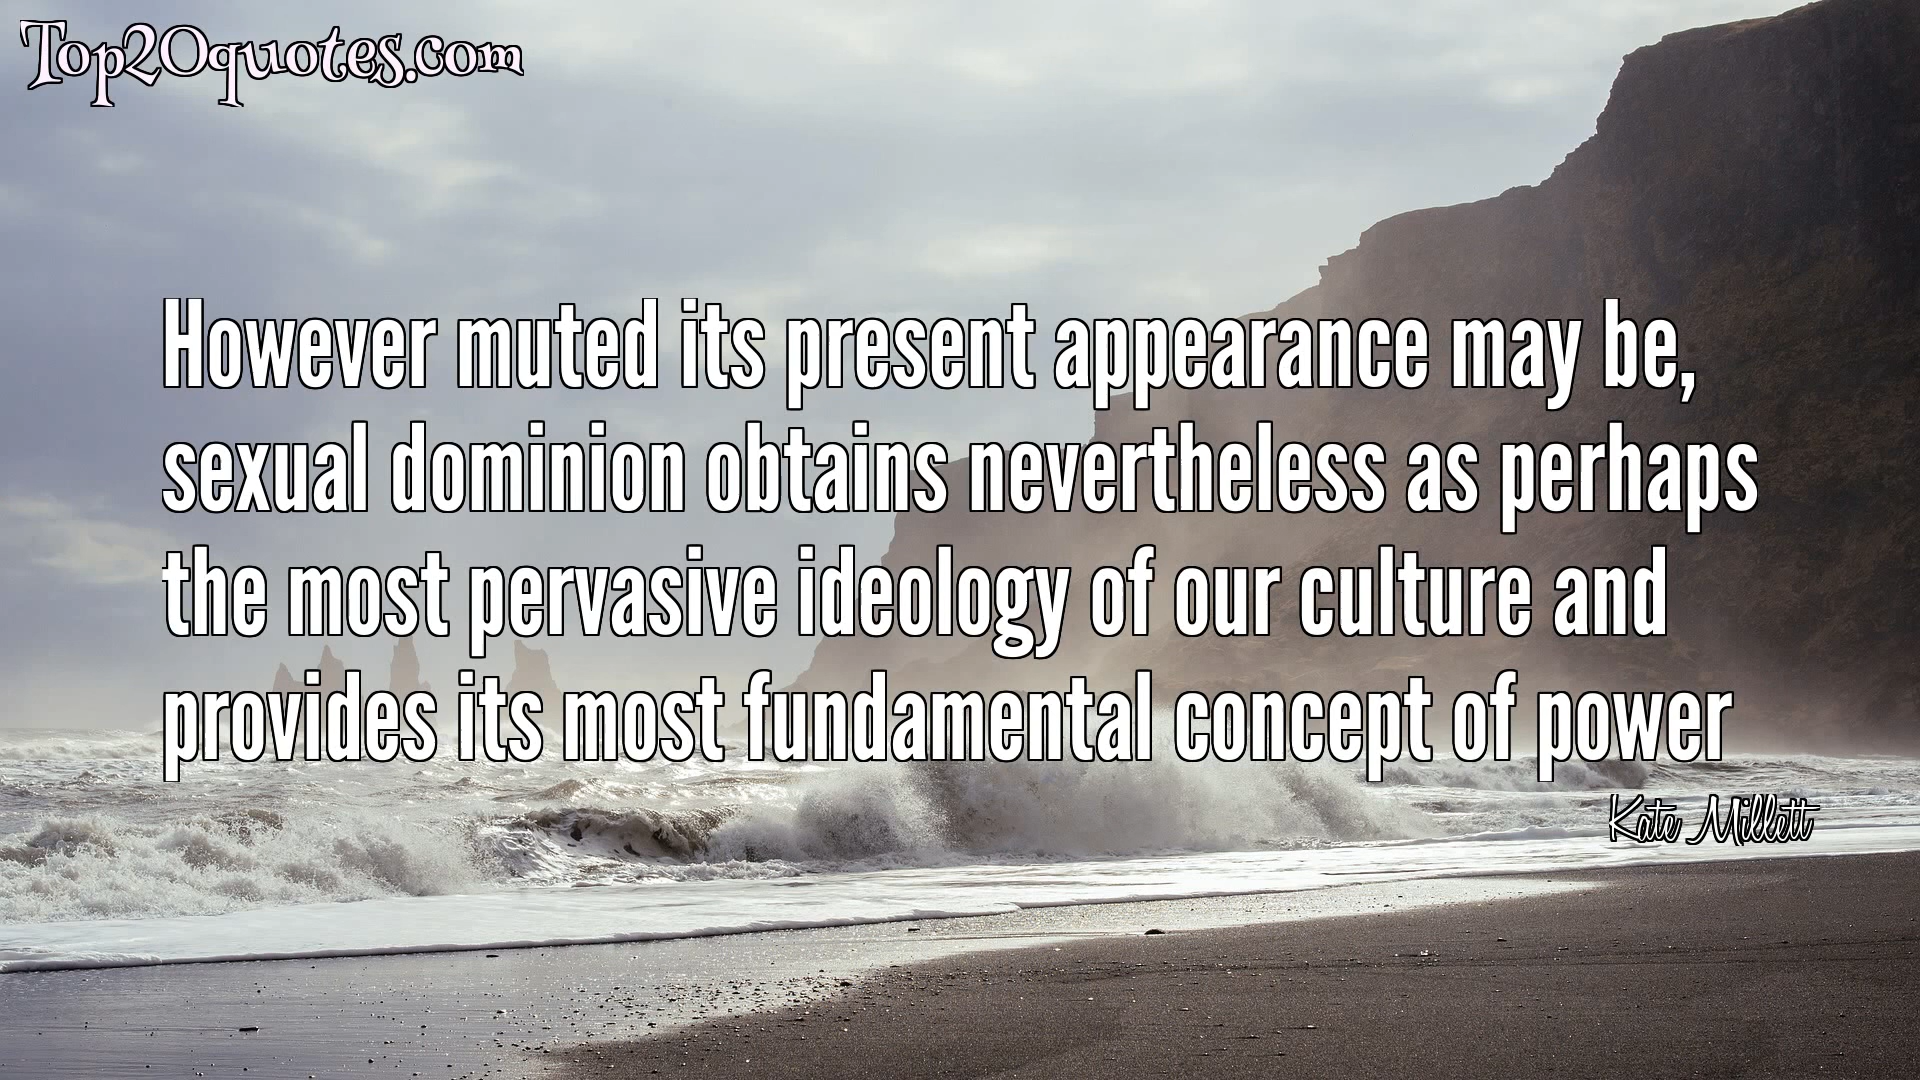 Top20quotes.com
However muted its present appearance may be,
sexual dominion obtains nevertheless as perhaps
the most pervasive ideology of our culture and
provides its most fundamental concept of power
Kate Millett